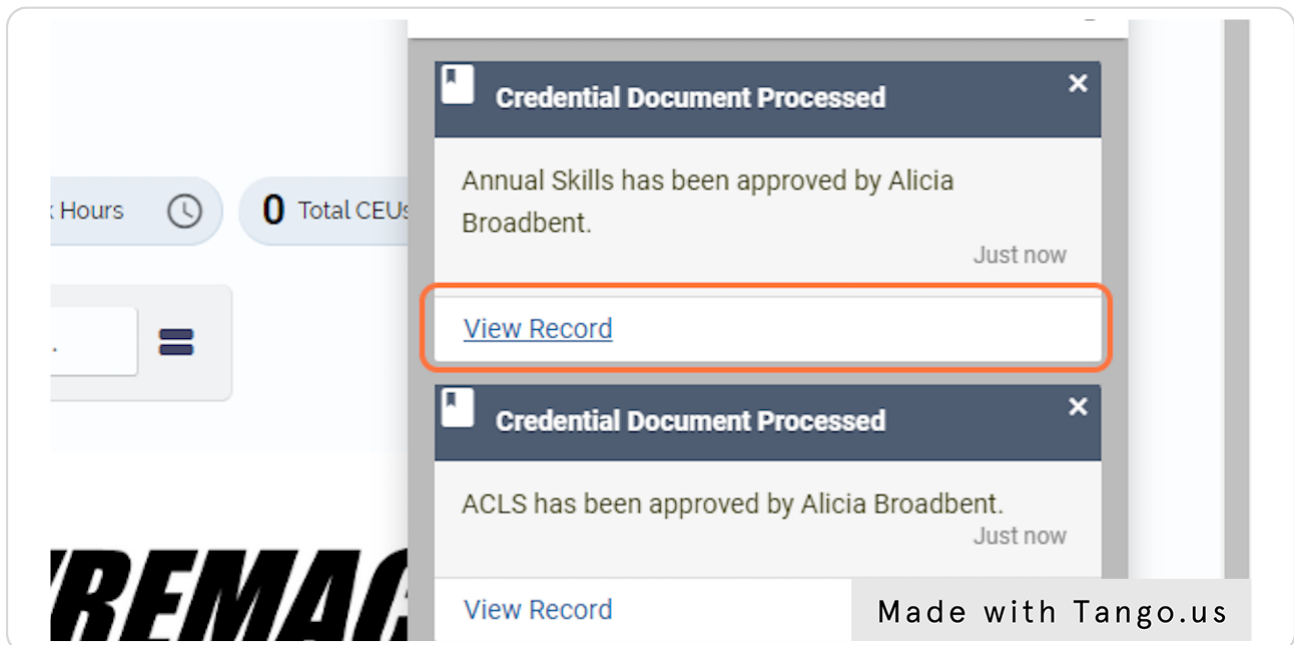 Credential Document Processed
Annual Skills has been approved by Alicia
Broadbent.
Just now
Hours
0 Total CEUs
View Record
Credential Document Processed
ACLS has been approved by Alicia Broadbent.
Just now
View Record
Made with Tango.us